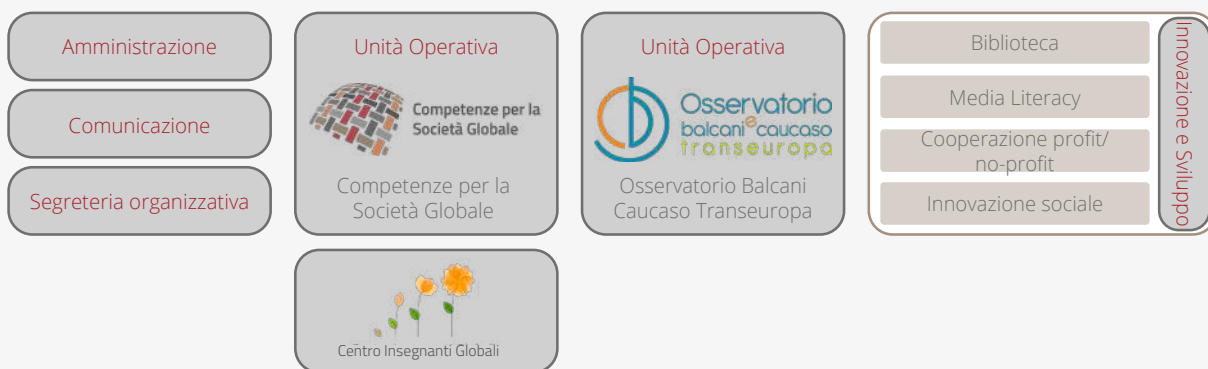 Amministrazione
Comunicazione
Segreteria organizzativa
Unità Operativa
Competenze per la
Società Globale
Competenze per la
Società Globale
Centro Insegnanti Globali
Unità Operativa
Osservatorio
balcani e caucaso
transeuropa
Osservatorio Balcani
Caucaso Transeuropa
Biblioteca
Media Literacy
Cooperazione profit/
no-profit
Innovazione sociale
Innovazione e Sviluppo